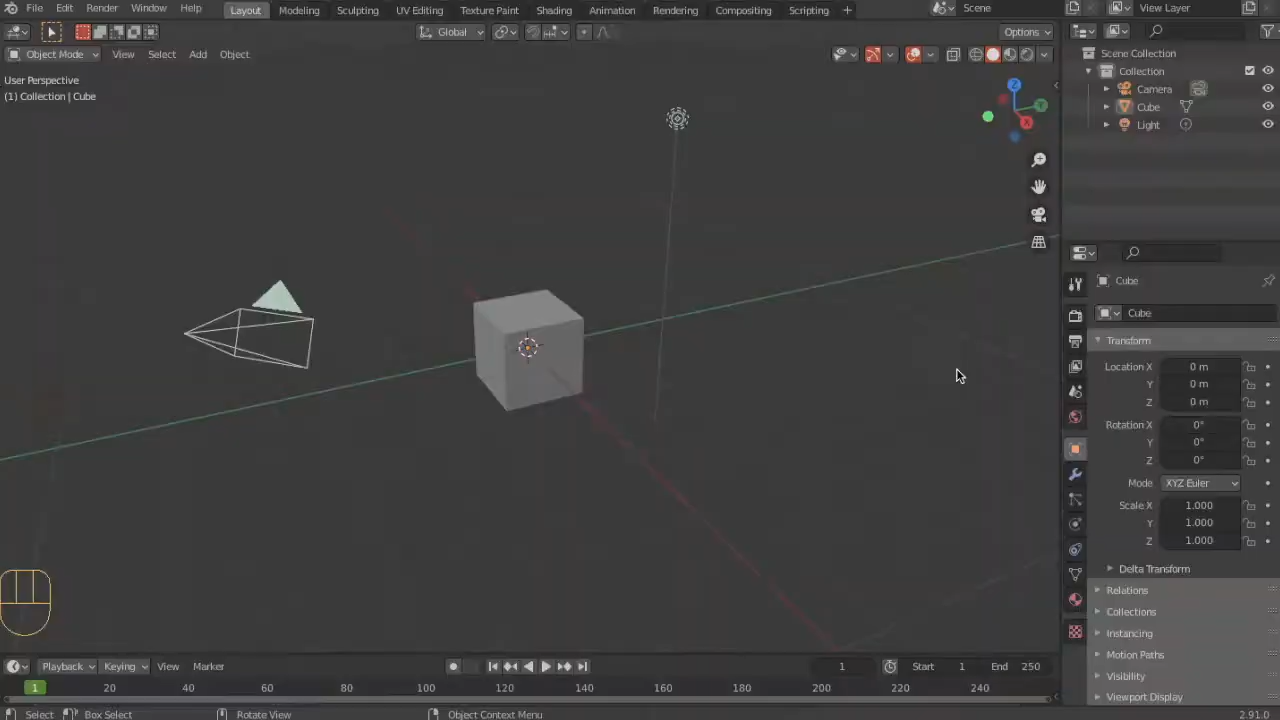 File Edit Render Window Help Layout Modeling Sculpting UV Editing Texture Paint Shading Animation Rendering Compositing Scripting + Scene View Layer
Global Options
Object Mode View Select Add Object
User Perspective
(1) Collection | Cube
Z
Y
X
Scene Collection
Collection
Camera
Cube
Light
Cube
Cube
Transform
Location X 0 m
Y 0 m
Z 0 m
Rotation X 0°
Y 0°
Z 0°
Mode XYZ Euler
Scale X 1.000
Y 1.000
Z 1.000
Delta Transform
Relations
Collections
Instancing
Motion Paths
Visibility
Viewport Display
Playback Keying View Marker 1 Start 1 End 250
1 20 40 60 80 100 120 140 160 180 200 220 240
Select Box Select Rotate View Object Context Menu 2.91.0